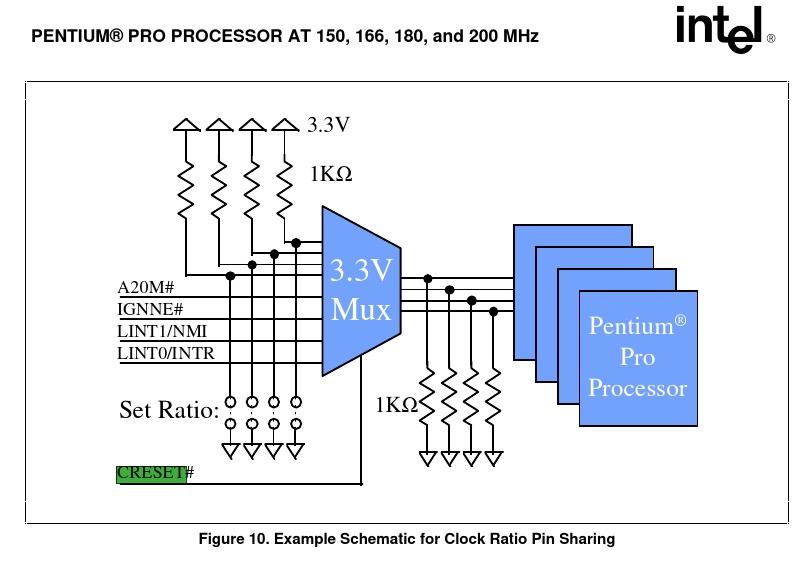 PENTIUM® PRO PROCESSOR AT 150, 166, 180, and 200 MHz
intel®
3.3V
1KΩ
3.3V
Mux
A20M#
IGNNE#
LINT1/NMI
LINT0/INTR
Pentium®
Pro
Processor
Set Ratio:
1KΩ
CRESET#
Figure 10. Example Schematic for Clock Ratio Pin Sharing